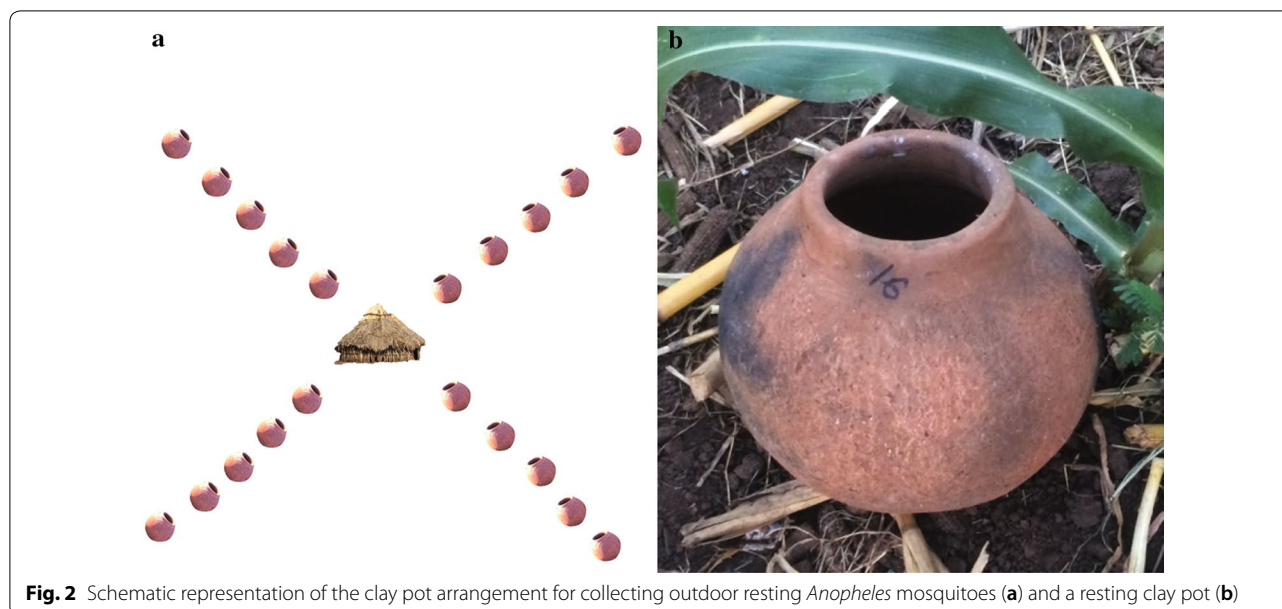 a
b
16
Fig. 2 Schematic representation of the clay pot arrangement for collecting outdoor resting Anopheles mosquitoes (a) and a resting clay pot (b)